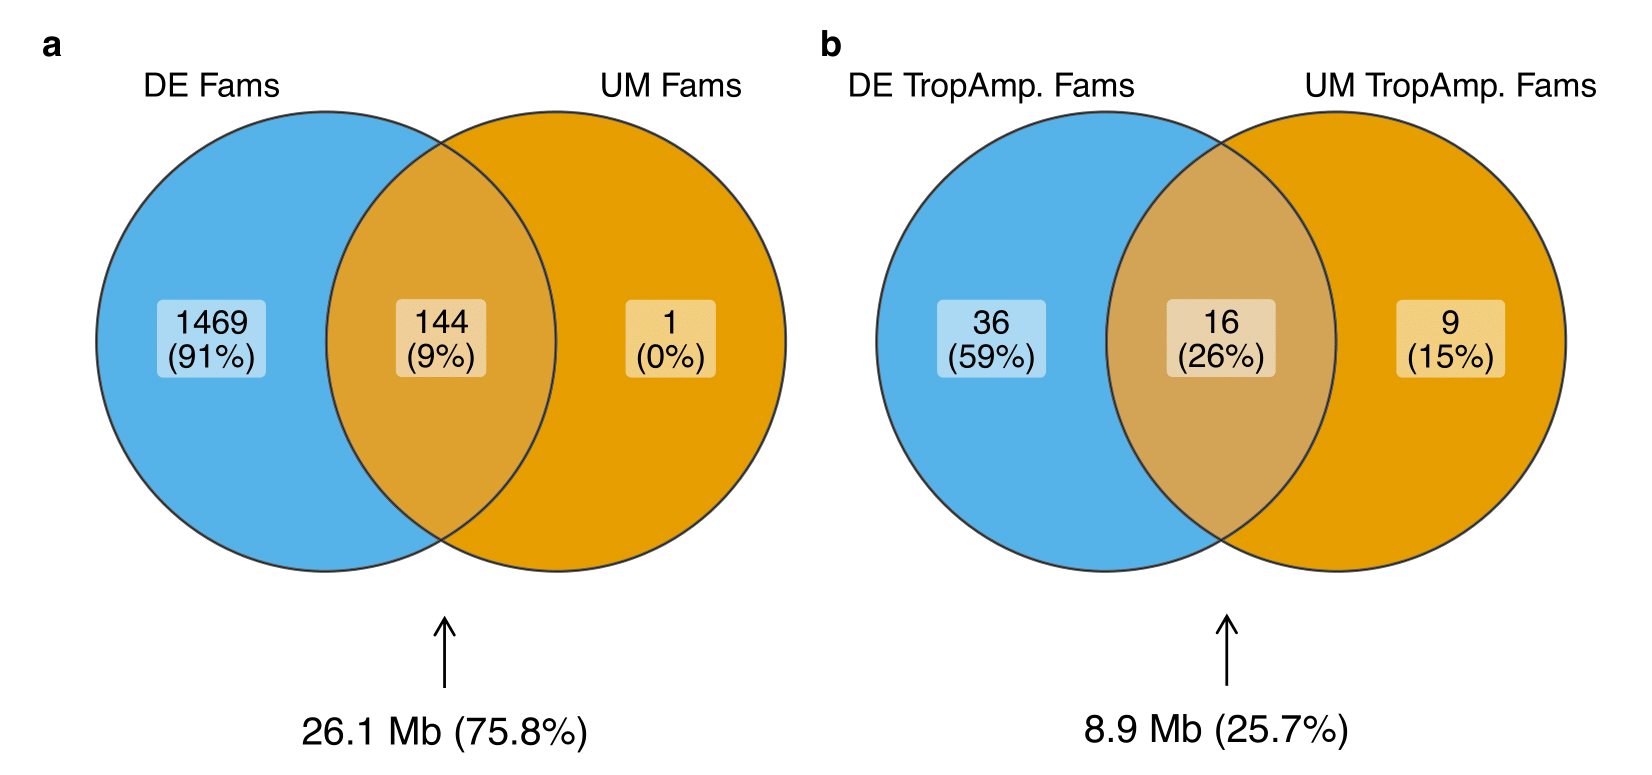 a
DE Fams
UM Fams
1469
(91%)
144
(9%)
1
(0%)
26.1 Mb (75.8%)
b
DE TropAmp. Fams
UM TropAmp. Fams
36
(59%)
16
(26%)
9
(15%)
8.9 Mb (25.7%)